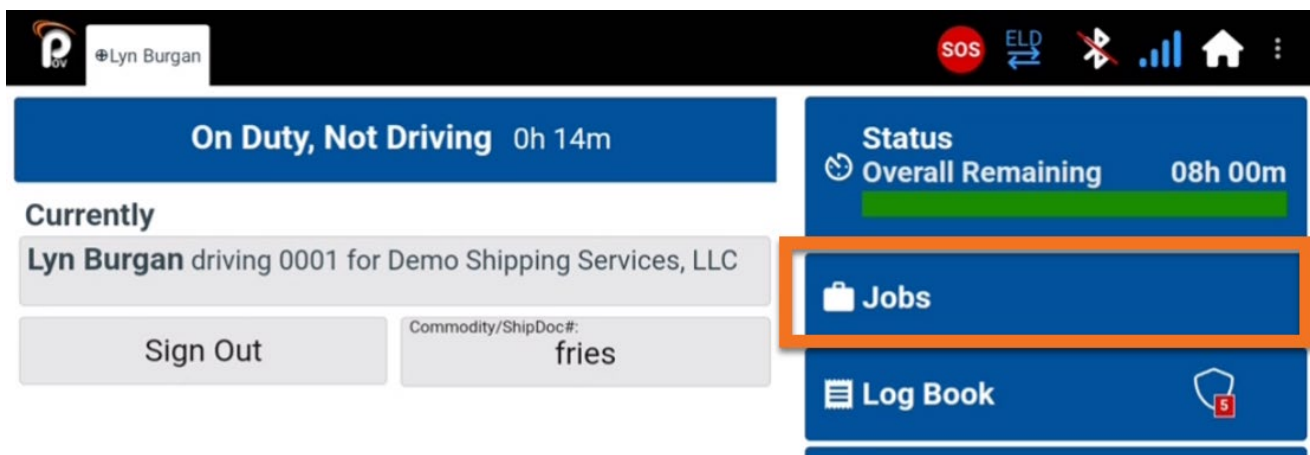 Pov
Lyn Burgan
SOS
ELD
On Duty, Not Driving 0h 14m
Currently
Lyn Burgan driving 0001 for Demo Shipping Services, LLC
Sign Out
Commodity/ShipDoc#:
fries
Status
Overall Remaining 08h 00m
Jobs
Log Book
5